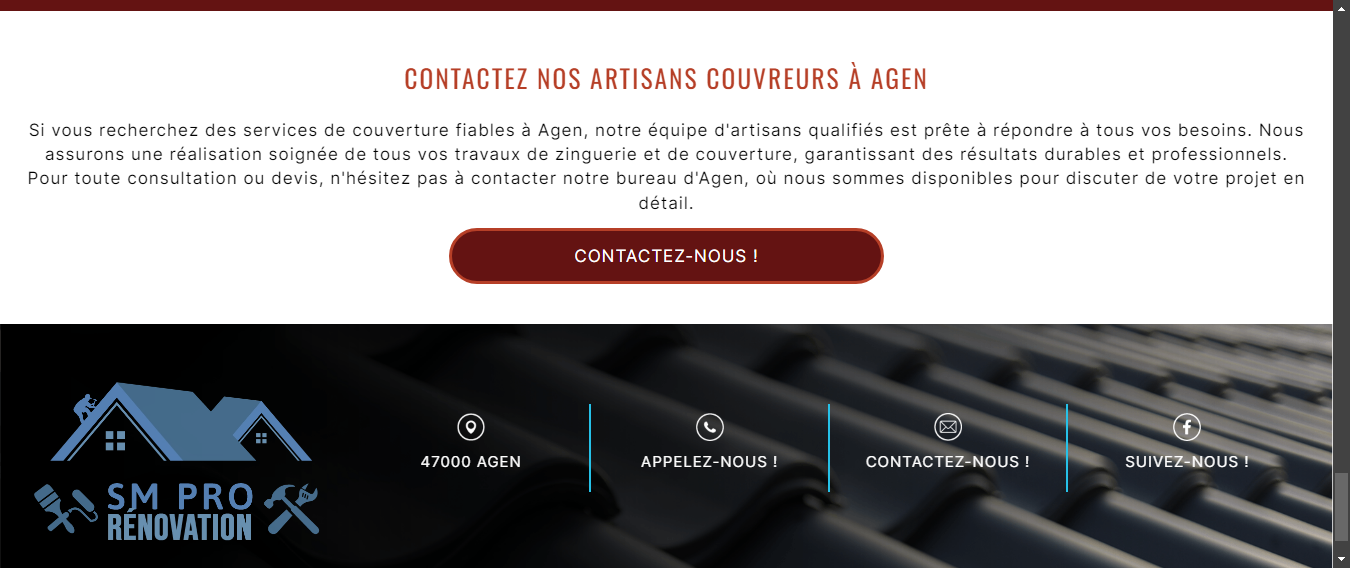 CONTACTEZ NOS ARTISANS COUVREURS À AGEN
Si vous recherchez des services de couverture fiables à Agen, notre équipe d'artisans qualifiés est prête à répondre à tous vos besoins. Nous
assurons une réalisation soignée de tous vos travaux de zinguerie et de couverture, garantissant des résultats durables et professionnels.
Pour toute consultation ou devis, n'hésitez pas à contacter notre bureau d'Agen, où nous sommes disponibles pour discuter de votre projet en
détail.
CONTACTEZ-NOUS !
SM PRO
RÉNOVATION
47000 AGEN
APPELEZ-NOUS !
CONTACTEZ-NOUS !
SUIVEZ-NOUS !